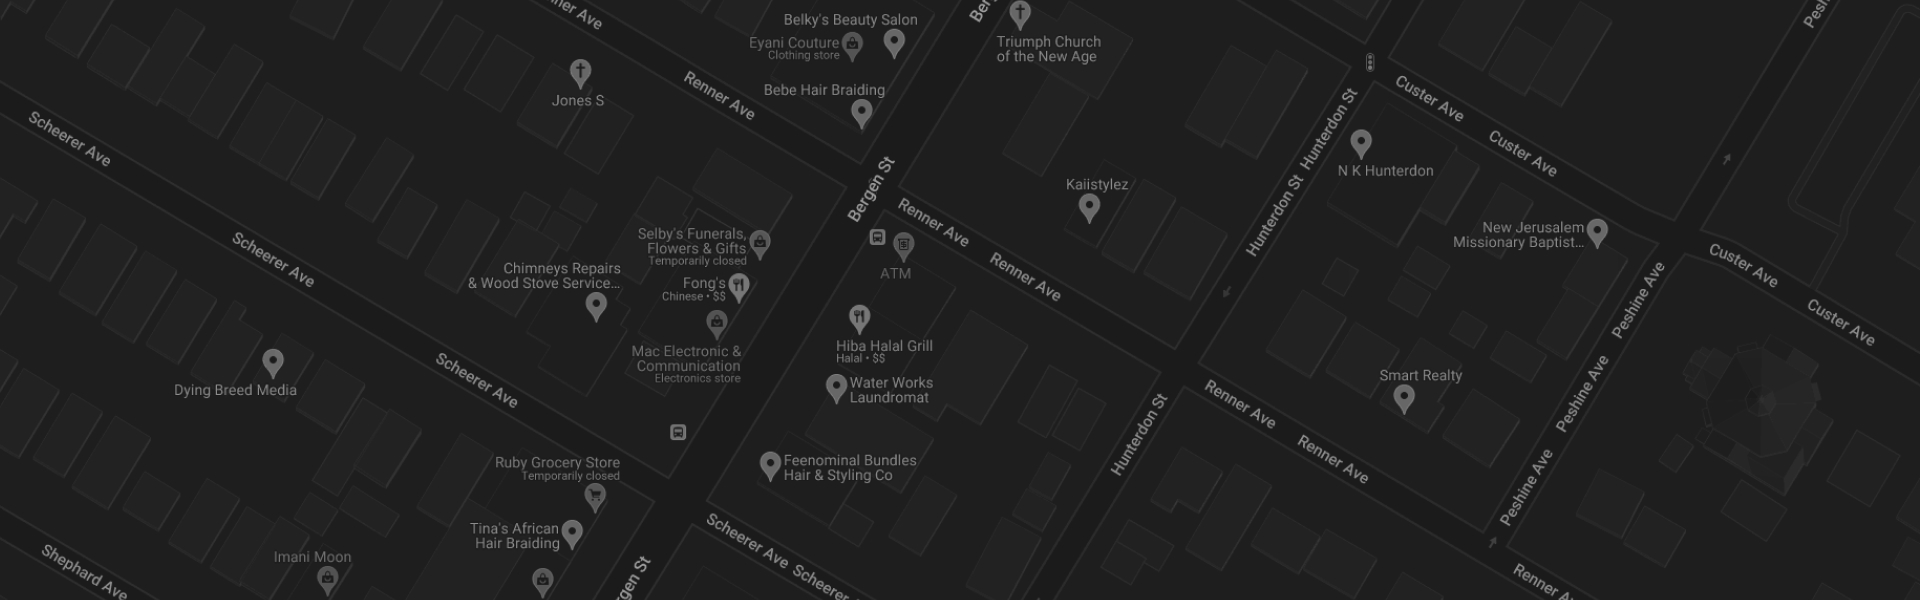 nner Ave
Belky's Beauty Salon
Ber
Triumph Church
of the New Age
Pesh
Eyani Couture
Clothing store
Jones S
Renner Ave
Bebe Hair Braiding
Custer Ave
Hunterdon St
Custer Ave
Scheerer Ave
N K Hunterdon
Bergen St
Kaiistylez
Hunterdon St
Renner Ave
New Jerusalem
Missionary Baptist...
Selby's Funerals,
Flowers & Gifts
Temporarily closed
Scheerer Ave
ATM
Renner Ave
Custer Ave
Chimneys Repairs
& Wood Stove Service...
Fong's
Chinese • $$
Peshine Ave
Custer Ave
Hiba Halal Grill
Halal • $$
Mac Electronic &
Communication
Electronics store
Scheerer Ave
Dying Breed Media
Water Works
Laundromat
Smart Realty
Peshine Ave
Renner Ave
Hunterdon St
Renner Ave
Ruby Grocery Store
Temporarily closed
Feenominal Bundles
Hair & Styling Co
Peshine Ave
Tina's African
Hair Braiding
Scheerer Ave
Scheerer
Imani Moon
Shephard Ave
rgen St
Renner A